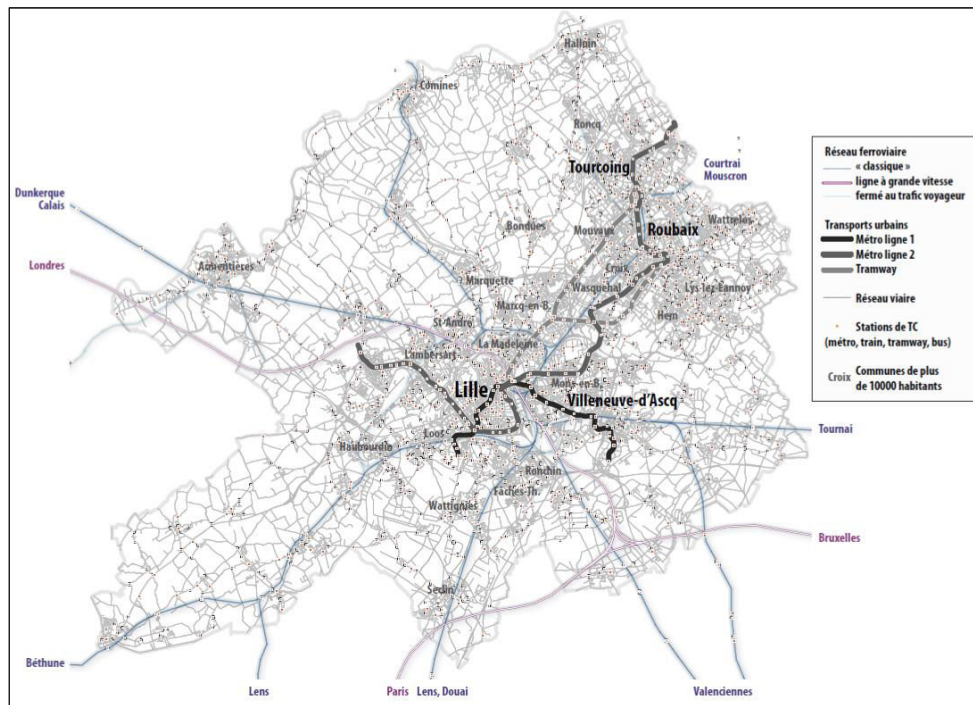 Halluin
Comines
Roncq
Tourcoing
Courtrai
Mouscron
Dunkerque
Calais
Bondues
Mouvaux
Wattrelos
Roubaix
Londres
Armentières
Marquette
Croix
Wasquehal
Lys-lez-Lannoy
Marcq-en-B.
Hem
St-André
La Madeleine
Lambersart
Lille
Mons-en-B.
Villeneuve-d'Ascq
Tournai
Loos
Haubourdin
Ronchin
Faches-Th.
Wattignies
Bruxelles
Seclin
Béthune
Lens
Paris
Lens, Douai
Valenciennes
Réseau ferroviaire
« classique »
ligne à grande vitesse
fermé au trafic voyageur
Transports urbains
Métro ligne 1
Métro ligne 2
Tramway
Réseau viaire
Stations de TC
(métro, train, tramway, bus)
Croix Communes de plus
de 10000 habitants